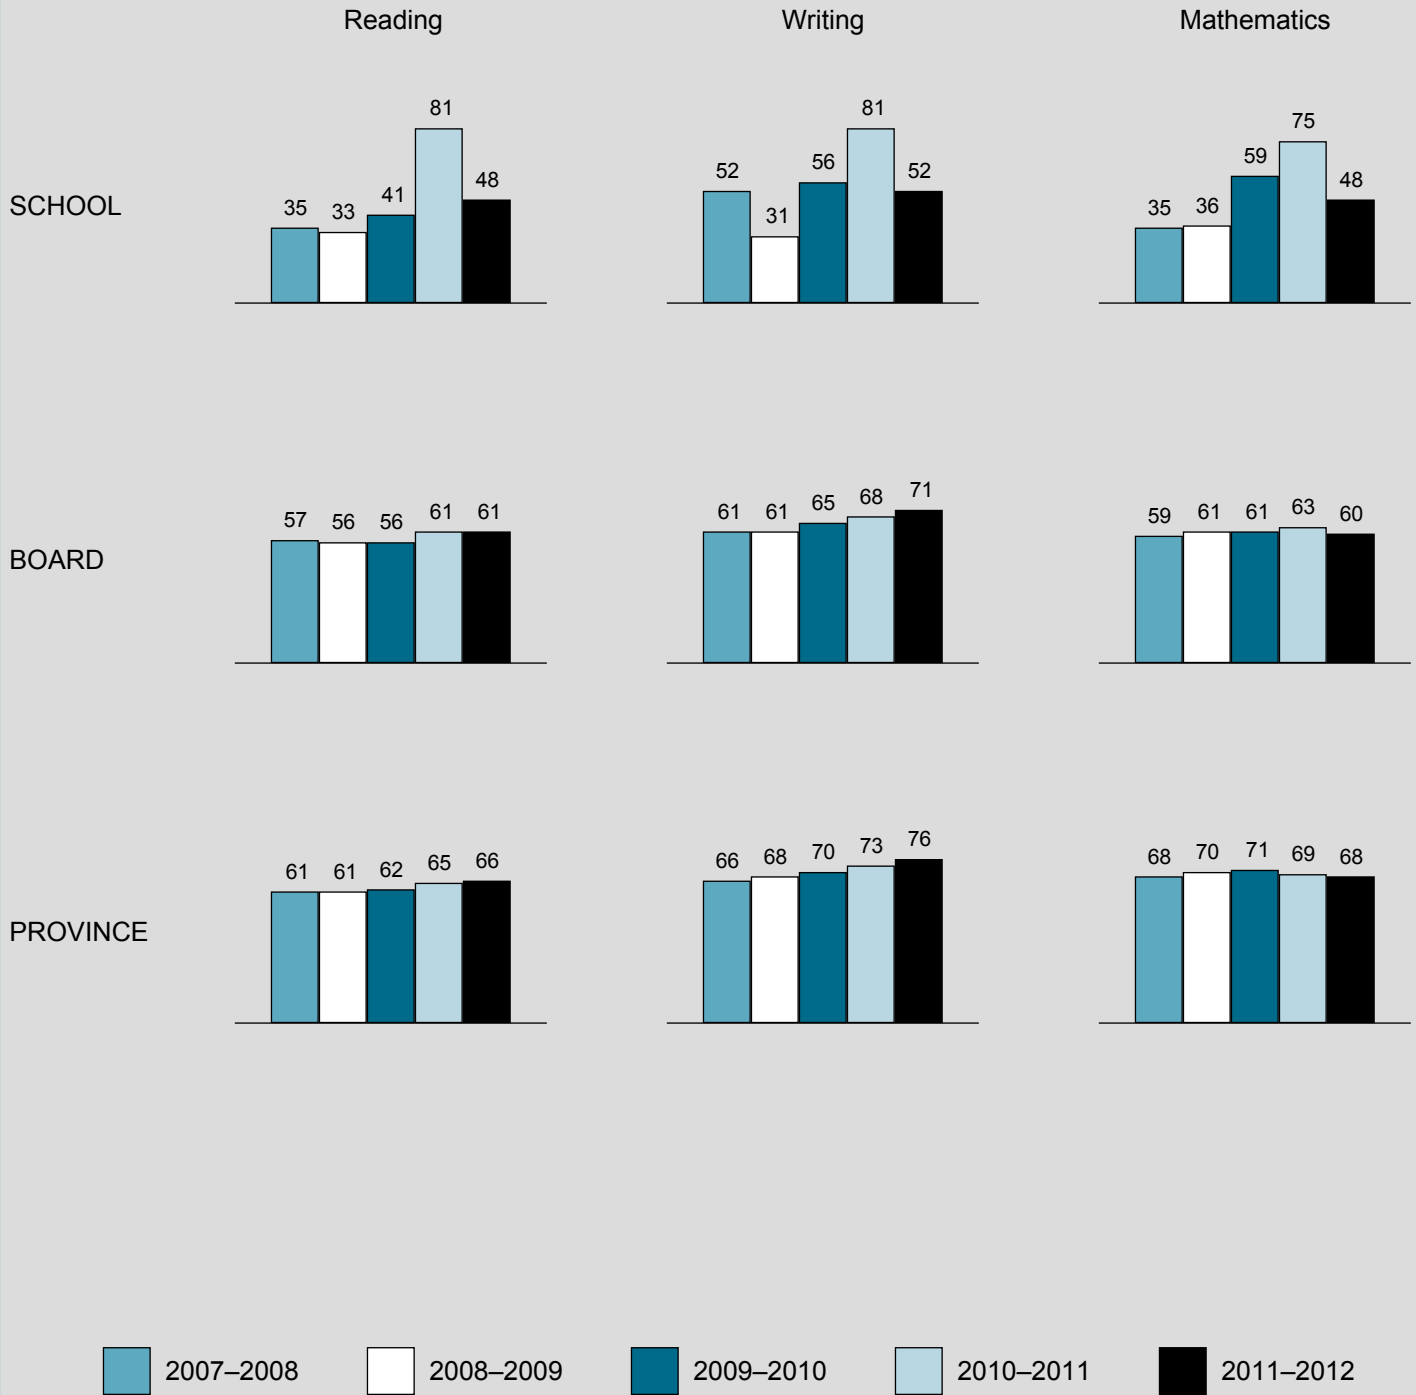 Reading Writing Mathematics
SCHOOL
35 33 41 81 48
52 31 56 81 52
35 36 59 75 48
BOARD
57 56 56 61 61
61 61 65 68 71
59 61 61 63 60
PROVINCE
61 61 62 65 66
66 68 70 73 76
68 70 71 69 68
2007–2008 2008–2009 2009–2010 2010–2011 2011–2012